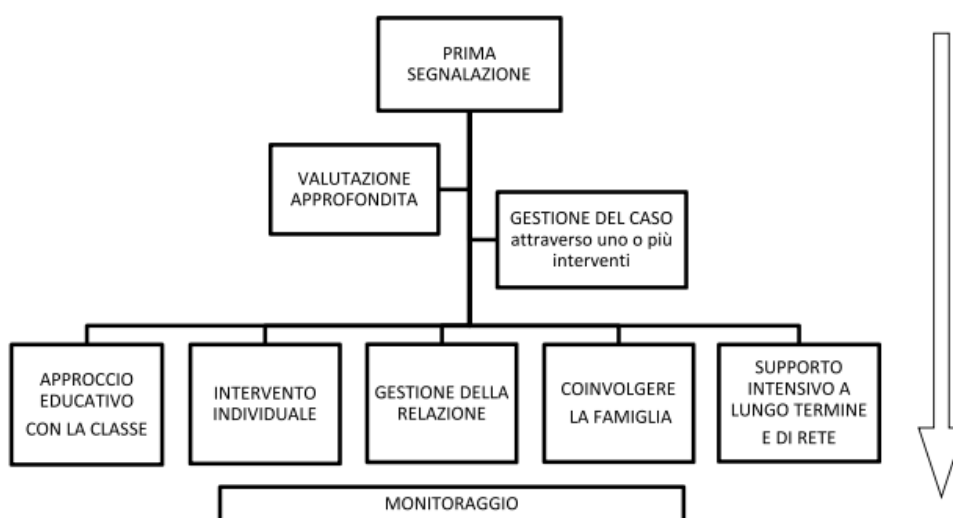 PRIMA
SEGNALAZIONE
VALUTAZIONE
APPROFONDITA
GESTIONE DEL CASO
attraverso uno o più
interventi
APPROCCIO
EDUCATIVO
CON LA CLASSE
INTERVENTO
INDIVIDUALE
GESTIONE DELLA
RELAZIONE
COINVOLGERE
LA FAMIGLIA
SUPPORTO
INTENSIVO A
LUNGO TERMINE
E DI RETE
MONITORAGGIO